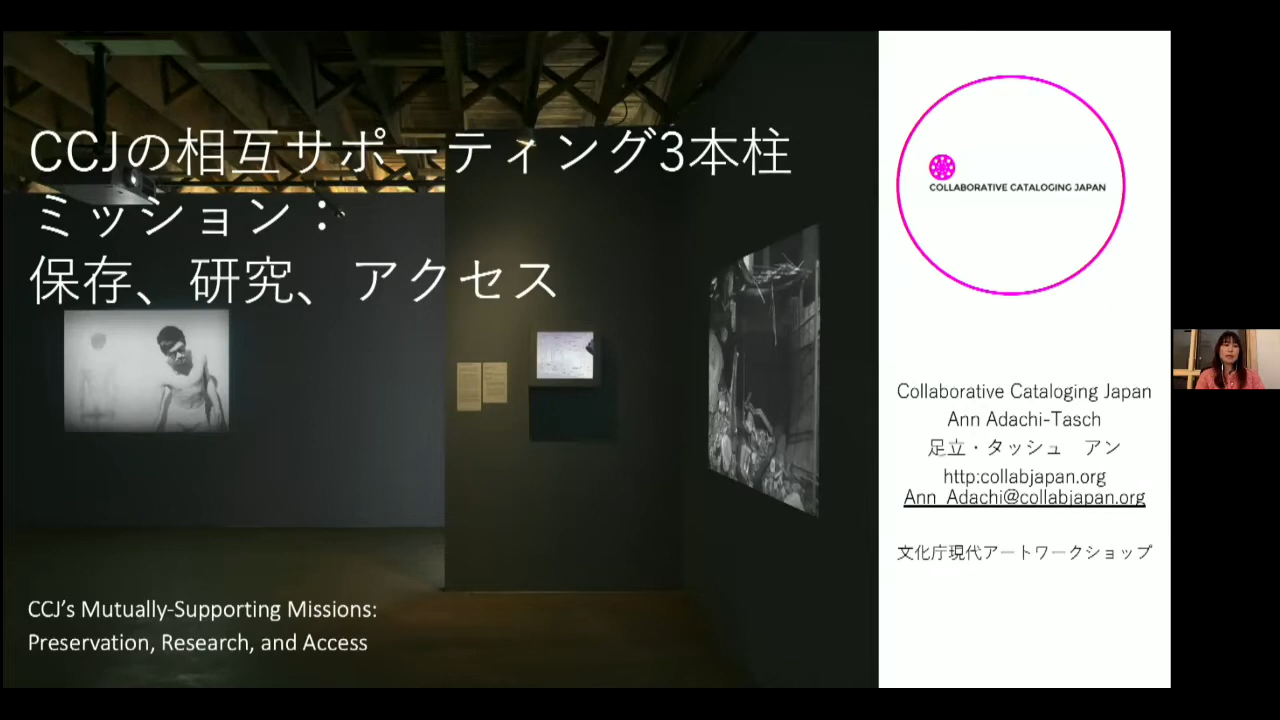 CCJの相互サポーティング3本柱
ミッション：
保存、研究、アクセス
CCJ’s Mutually-Supporting Missions:
Preservation, Research, and Access
COLLABORATIVE CATALOGING JAPAN
Collaborative Cataloging Japan
Ann Adachi-Tasch
足立・タッシュ　アン
http:collabjapan.org
Ann_Adachi@collabjapan.org
文化庁現代アートワークショップ